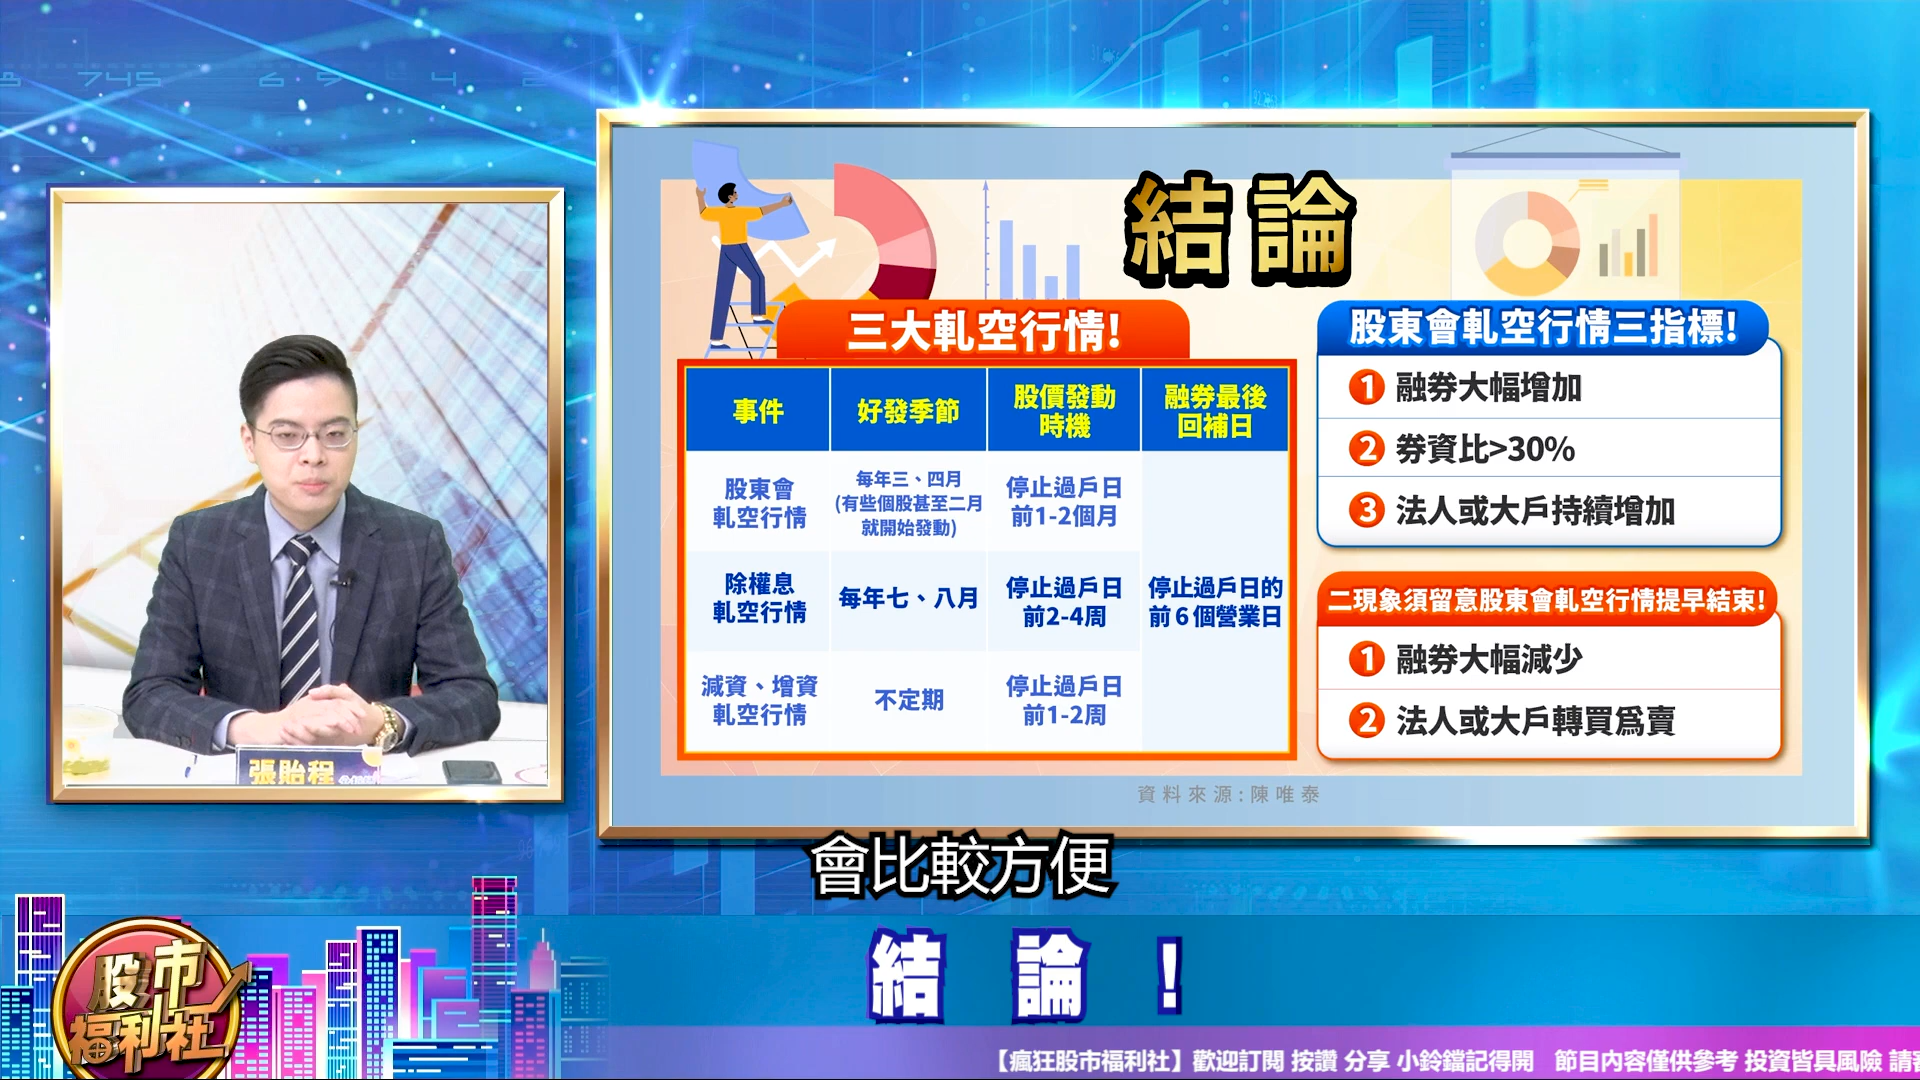 745
結論
三大軋空行情!
事件
好發季節
股價發動
時機
融券最後
回補日
股東會
軋空行情
每年三、四月
(有些個股甚至二月
就開始發動)
停止過戶日
前1-2個月
除權息
軋空行情
每年七、八月
停止過戶日
前2-4周
停止過戶日的
前6個營業日
減資、增資
軋空行情
不定期
停止過戶日
前1-2周
股東會軋空行情三指標!
1 融券大幅增加
2 券資比>30%
3 法人或大戶持續增加
二現象須留意股東會軋空行情提早結束!
1 融券大幅減少
2 法人或大戶轉買為賣
資料來源:陳唯泰
張貽程
會比較方便
結論!
股市
福利社
【瘋狂股市福利社】歡迎訂閱 按讚 分享 小鈴鐺記得開 節目內容僅供參考 投資皆具風險 請